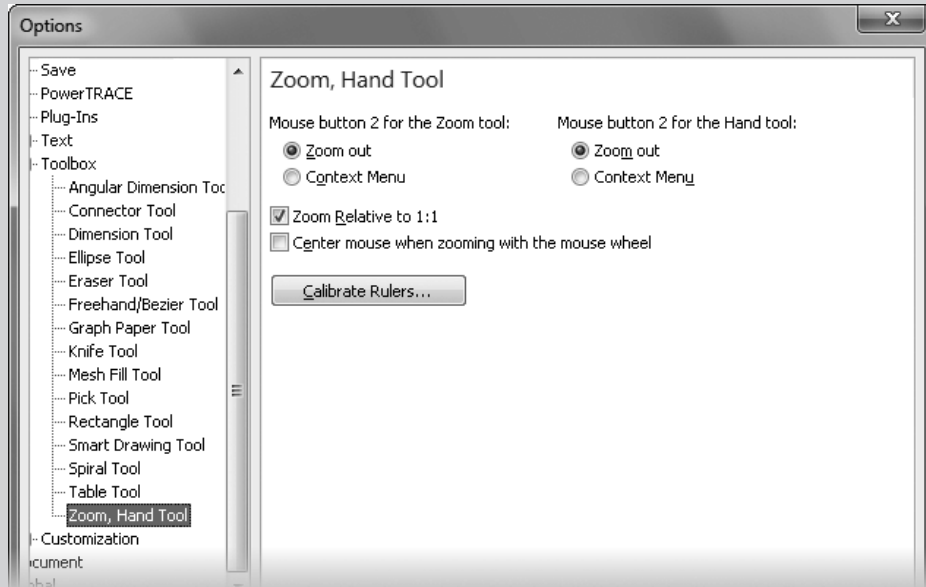 Options
Save
PowerTRACE
Plug-Ins
Text
Toolbox
Angular Dimension Too
Connector Tool
Dimension Tool
Ellipse Tool
Eraser Tool
Freehand/Bezier Tool
Graph Paper Tool
Knife Tool
Mesh Fill Tool
Pick Tool
Rectangle Tool
Smart Drawing Tool
Spiral Tool
Table Tool
Zoom, Hand Tool
Customization
ocument
Zoom, Hand Tool
Mouse button 2 for the Zoom tool:
Zoom out
Context Menu
Mouse button 2 for the Hand tool:
Zoom out
Context Menu
Zoom Relative to 1:1
Center mouse when zooming with the mouse wheel
Calibrate Rulers...